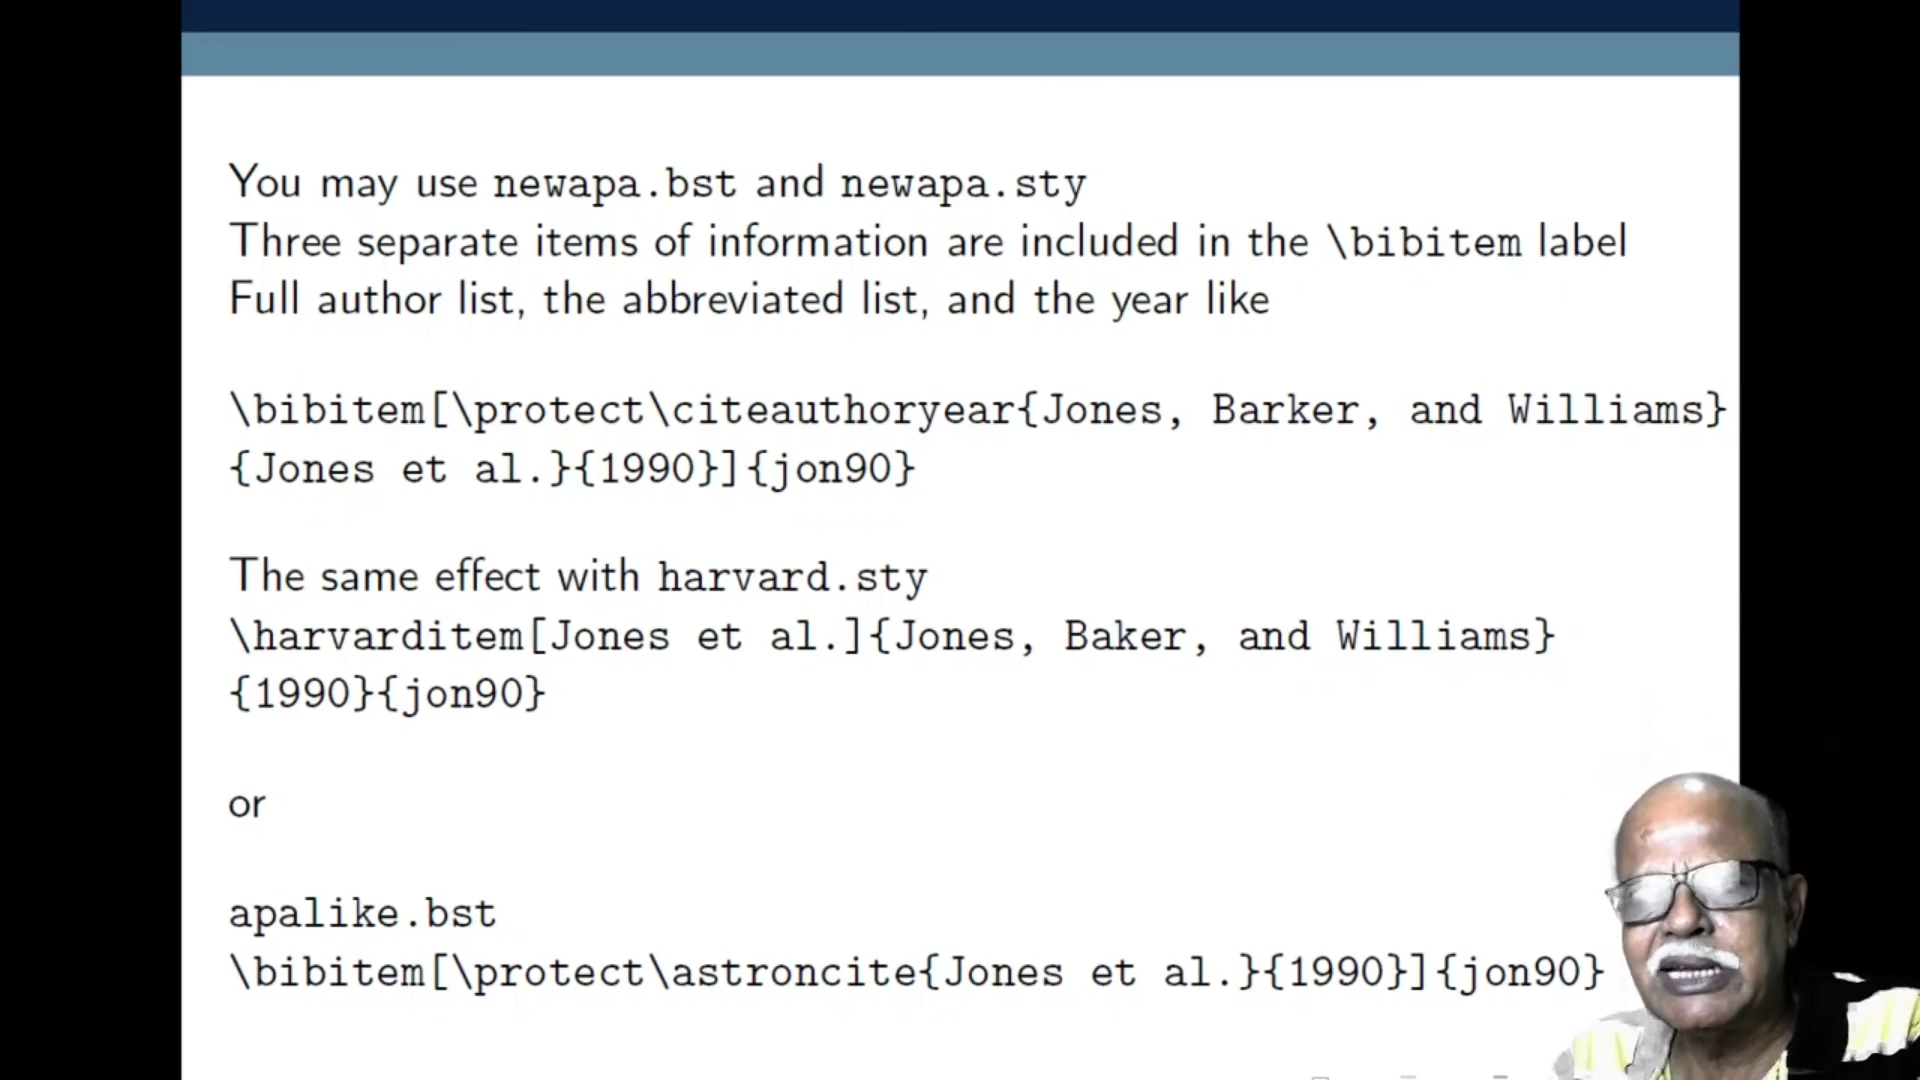 You may use newapa.bst and newapa.sty
Three separate items of information are included in the \bibitem label
Full author list, the abbreviated list, and the year like
\bibitem[\protect\citeauthoryear{Jones, Barker, and Williams}
{Jones et al.}{1990}]{jon90}
The same effect with harvard.sty
\harvarditem[Jones et al.]{Jones, Baker, and Williams}
{1990}{jon90}
or
apalike.bst
\bibitem[\protect\astroncite{Jones et al.}{1990}]{jon90}